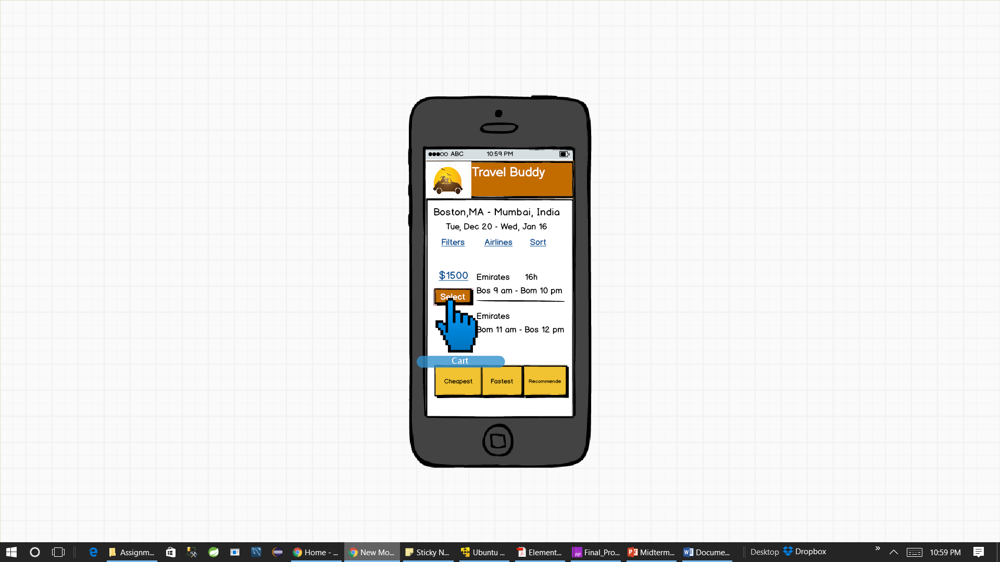 ABC 10:59 PM
Travel Buddy
Boston,MA - Mumbai, India
Tue, Dec 20 - Wed, Jan 16
Filters Airlines Sort
$1500 Emirates 16h
Bos 9 am - Bom 10 pm
Select
Emirates
Bom 11 am - Bos 12 pm
Cart
Cheapest Fastest Recommende
Assignm... Home - ... New Mo... Sticky N... Ubuntu ... Element... Final_Pro... Midterm... Docume... Desktop Dropbox » 10:59 PM